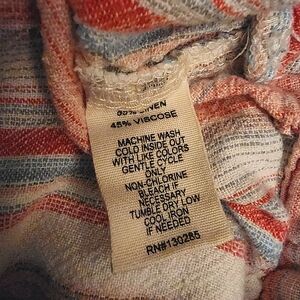 55% LINEN
45% VISCOSE
MACHINE WASH
COLD INSIDE OUT
WITH LIKE COLORS
GENTLE CYCLE
ONLY
NON-CHLORINE
BLEACH IF
NECESSARY
TUMBLE DRY LOW
COOL IRON
IF NEEDED
RN#130285